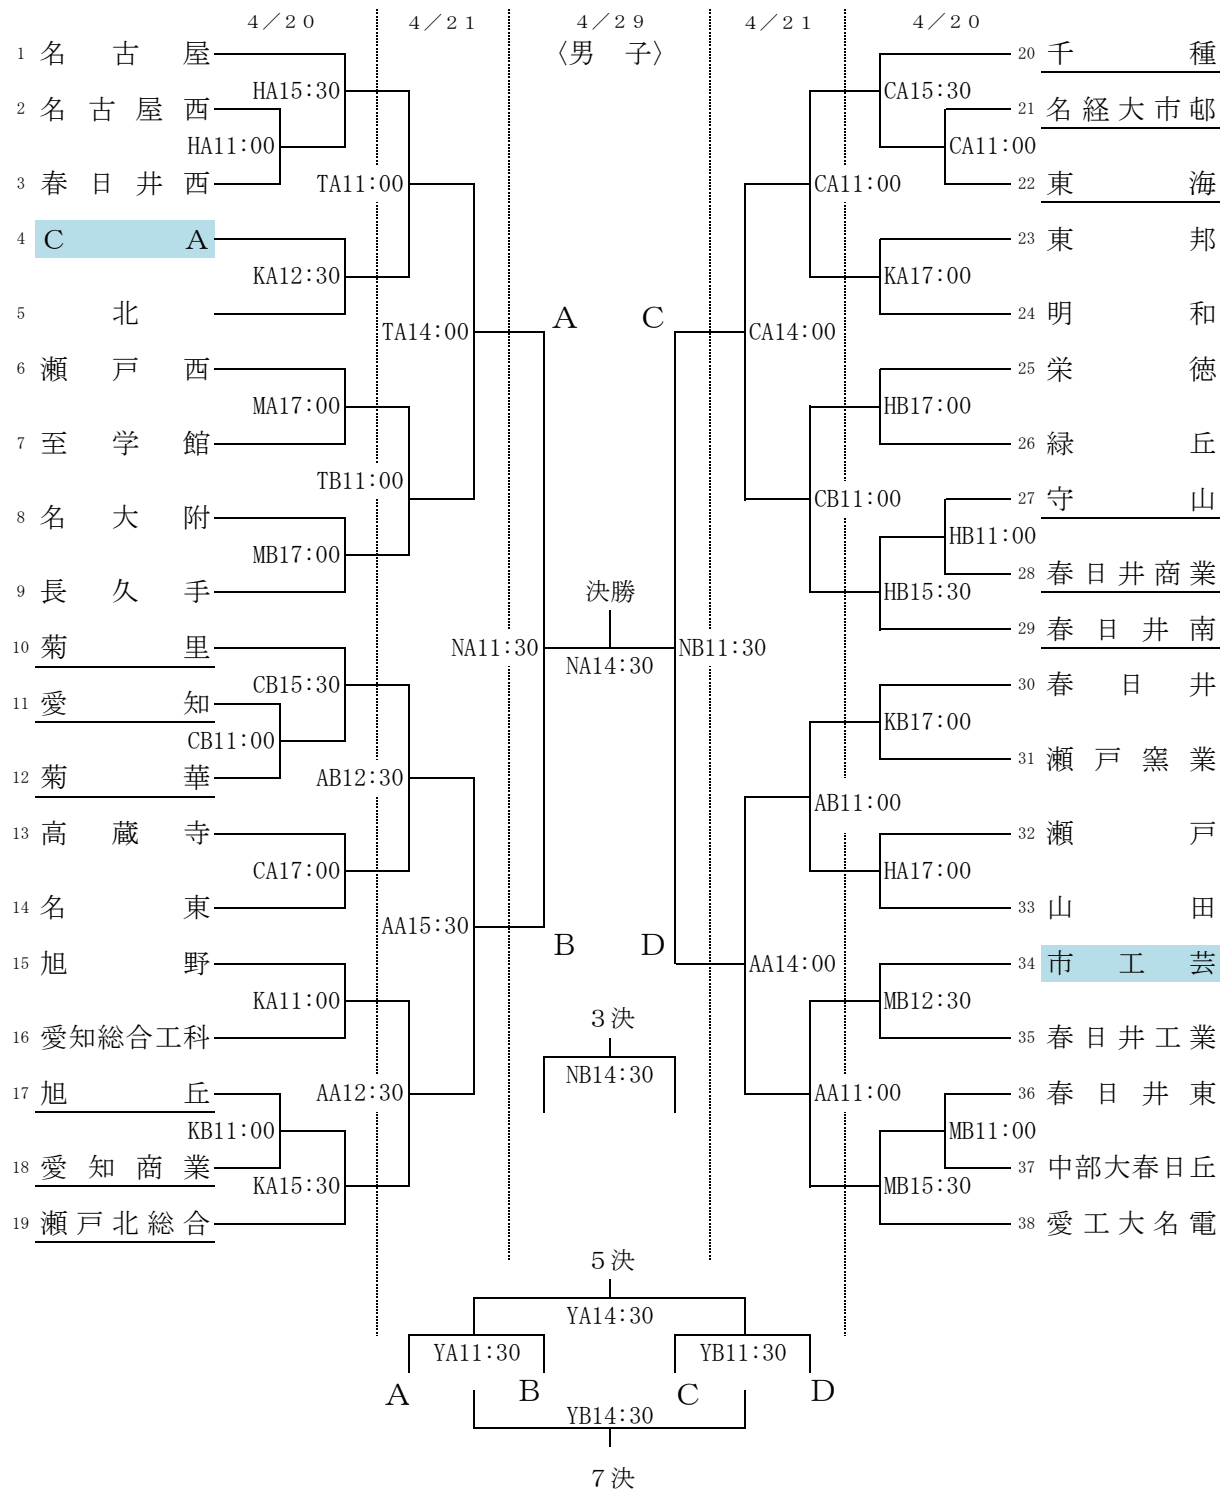 4／20 4／21 4／29 4／21 4／20
〈男 子〉
1 名古屋
2 名古屋西
3 春日井西
4 CA
5 北
6 瀬戸西
7 至学館
8 名大附
9 長久手
10 菊里
11 愛知
12 菊華
13 高蔵寺
14 名東
15 旭野
16 愛知総合工科
17 旭丘
18 愛知商業
19 瀬戸北総合
HA15:30
HA11:00
KA12:30
MA17:00
MB17:00
CB15:30
CB11:00
CA17:00
KA11:00
KB11:00
KA15:30
TA11:00
TB11:00
AB12:30
AA12:30
TA14:00
AA15:30
A
B
NA11:30
決勝
NA14:30
NB11:30
C
D
3決
NB14:30
CA14:00
AA14:00
CA11:00
CB11:00
AB11:00
AA11:00
CA15:30
CA11:00
KA17:00
HB17:00
HB11:00
HB15:30
KB17:00
HA17:00
MB12:30
MB11:00
MB15:30
20 千種
21 名経大市邨
22 東海
23 東邦
24 明和
25 栄徳
26 緑丘
27 守山
28 春日井商業
29 春日井南
30 春日井
31 瀬戸窯業
32 瀬戸
33 山田
34 市工芸
35 春日井工業
36 春日井東
37 中部大春日丘
38 愛工大名電
5決
YA14:30
YA11:30 YB11:30
A B C D
YB14:30
7決